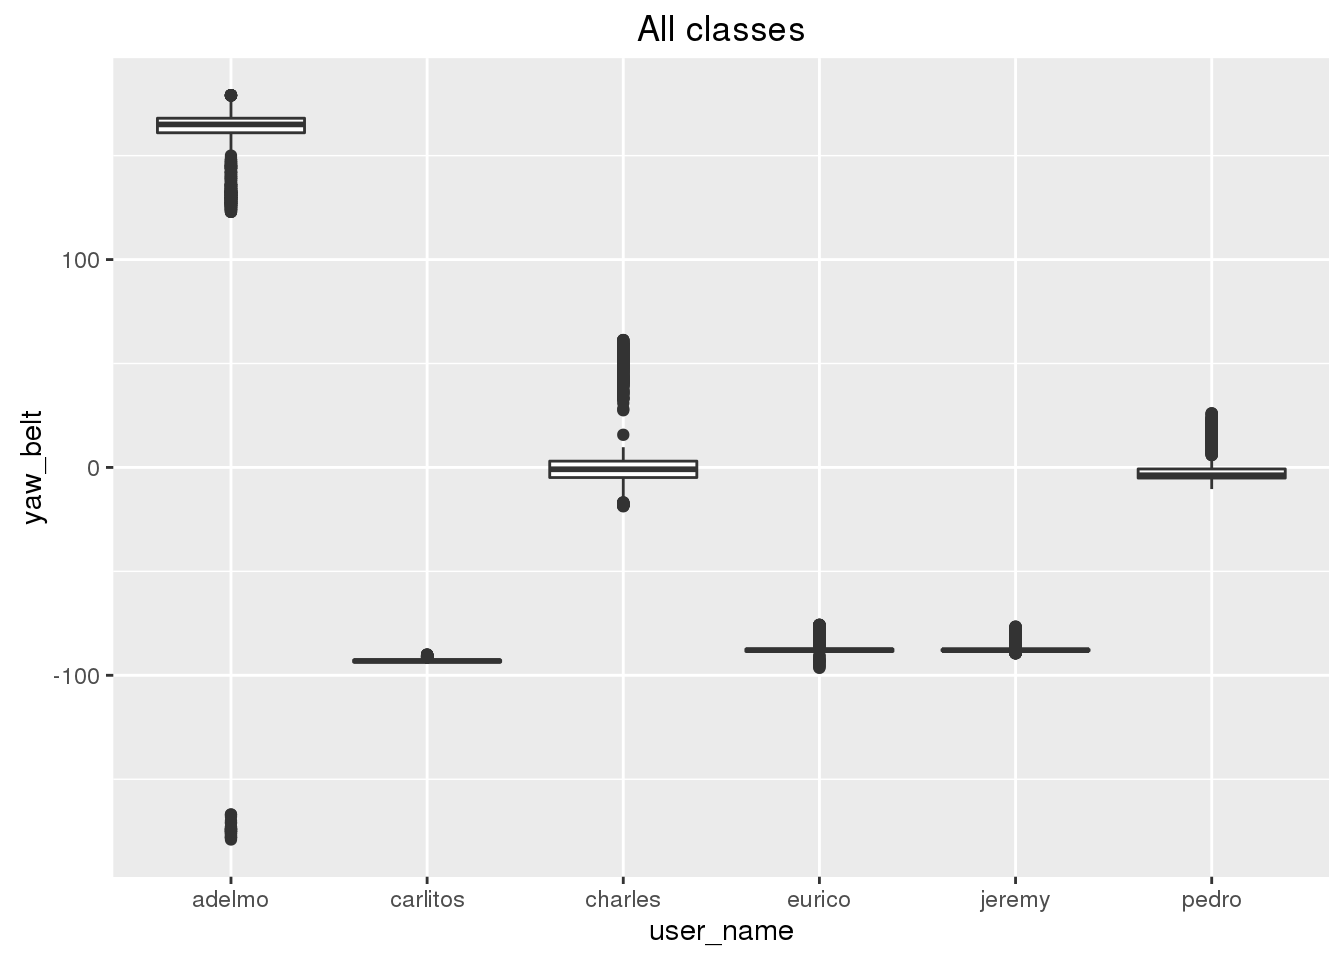 All classes
yaw_belt
100
0
-100
adelmo carlitos charles eurico jeremy pedro
user_name